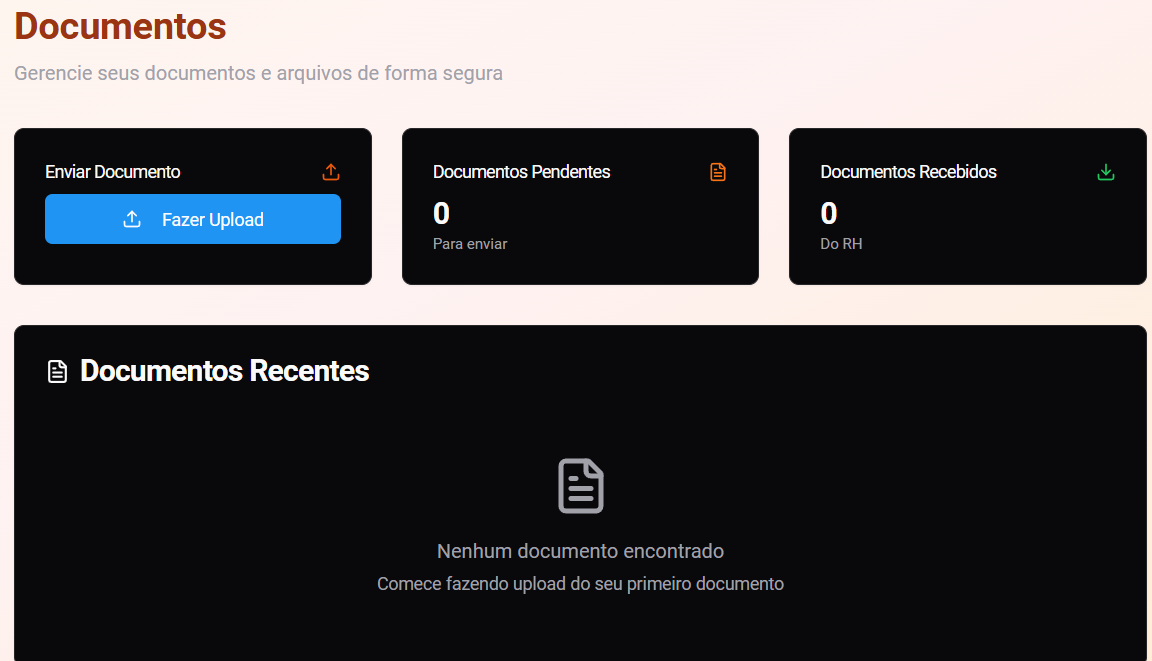 Documentos
Gerencie seus documentos e arquivos de forma segura
Enviar Documento
Fazer Upload
Documentos Pendentes
0
Para enviar
Documentos Recebidos
0
Do RH
Documentos Recentes
Nenhum documento encontrado
Comece fazendo upload do seu primeiro documento